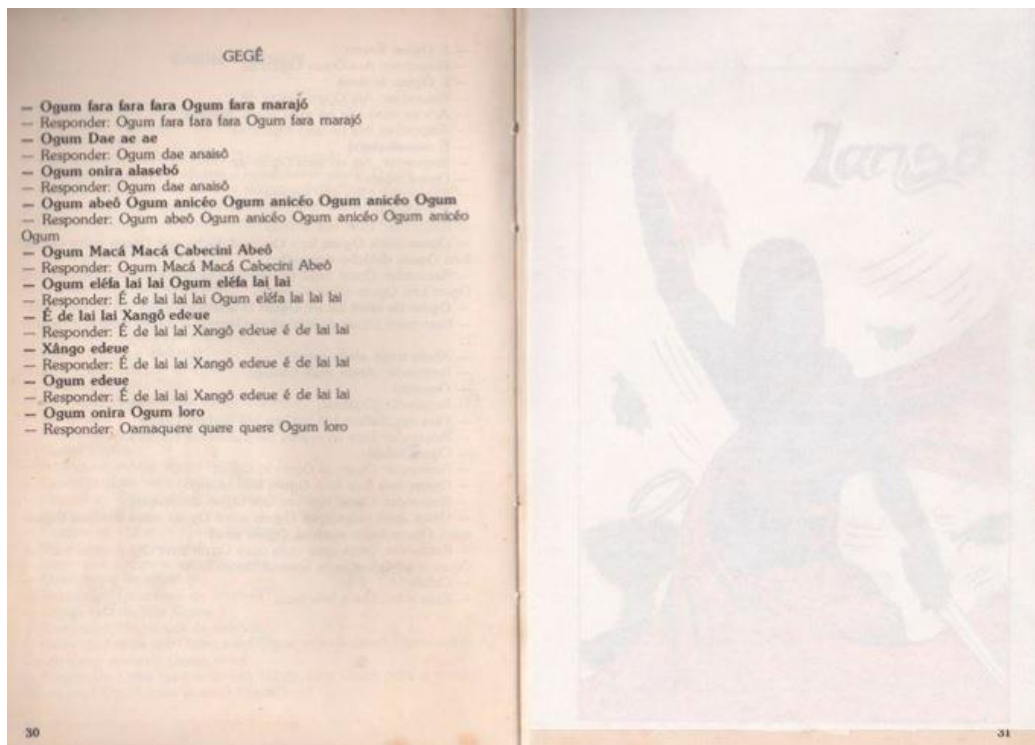 GEGÊ
— Ogum fara fara fara Ogum fara marajó
— Responder: Ogum fara fara fara Ogum fara marajó
— Ogum Dae ae ae
— Responder: Ogum dae anaisô
— Ogum onira alasebó
— Responder: Ogum dae anaisô
— Ogum abeô Ogum anicéo Ogum anicéo Ogum anicéo Ogum
— Responder: Ogum abeô Ogum anicéo Ogum anicéo Ogum anicéo
Ogum
— Ogum Macá Macá Cabecini Abeô
— Responder: Ogum Macá Macá Cabecini Abeô
— Ogum eléfa lai lai Ogum eléfa lai lai
— Responder: É de lai lai lai Ogum eléfa lai lai lai
— É de lai lai Xangô edeue
— Responder: É de lai lai Xangô edeue é de lai lai
— Xângo edeue
— Responder: É de lai lai Xangô edeue é de lai lai
— Ogum edeue
— Responder: É de lai lai Xangô edeue é de lai lai
— Ogum onira Ogum loro
— Responder: Oamaquere quere quere Ogum loro
30
Iansã
31